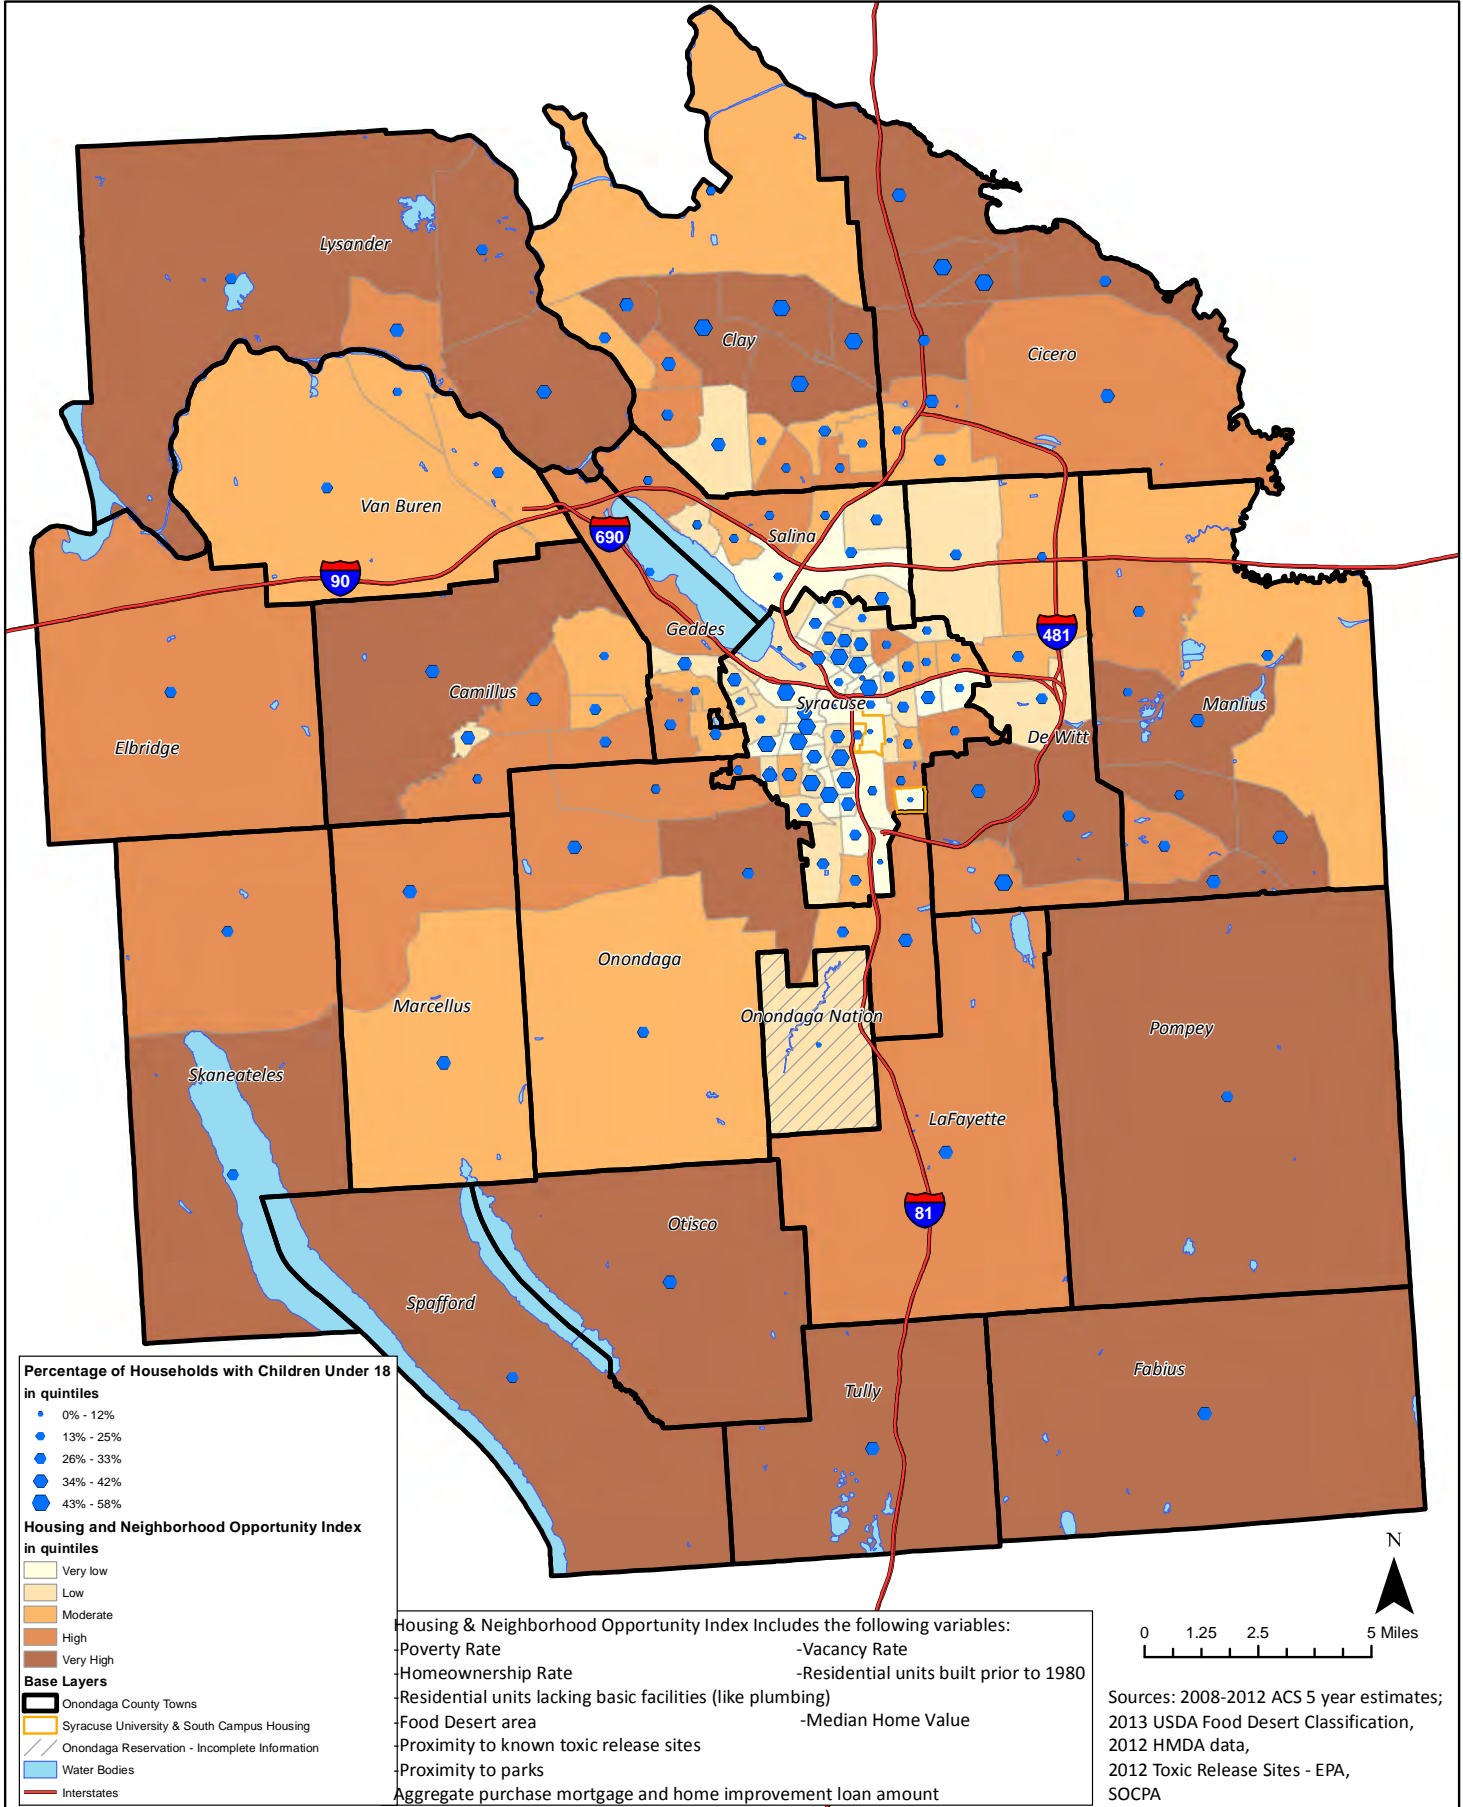 Lysander
Clay
Cicero
Van Buren
Salina
690
90
481
Geddes
Camillus
Syracuse
Manlius
De Witt
Elbridge
Onondaga
Marcellus
Onondaga Nation
Pompey
Skaneateles
LaFayette
81
Otisco
Spafford
Fabius
Tully
Percentage of Households with Children Under 18
in quintiles
0% - 12%
13% - 25%
26% - 33%
34% - 42%
43% - 58%
Housing and Neighborhood Opportunity Index
in quintiles
Very low
Low
Moderate
High
Very High
Base Layers
Onondaga County Towns
Syracuse University & South Campus Housing
Onondaga Reservation - Incomplete Information
Water Bodies
Interstates
Housing & Neighborhood Opportunity Index Includes the following variables:
-Poverty Rate -Vacancy Rate
-Homeownership Rate -Residential units built prior to 1980
-Residential units lacking basic facilities (like plumbing)
-Food Desert area -Median Home Value
-Proximity to known toxic release sites
-Proximity to parks
Aggregate purchase mortgage and home improvement loan amount
N
0 1.25 2.5 5 Miles
Sources: 2008-2012 ACS 5 year estimates;
2013 USDA Food Desert Classification,
2012 HMDA data,
2012 Toxic Release Sites - EPA,
SOCPA